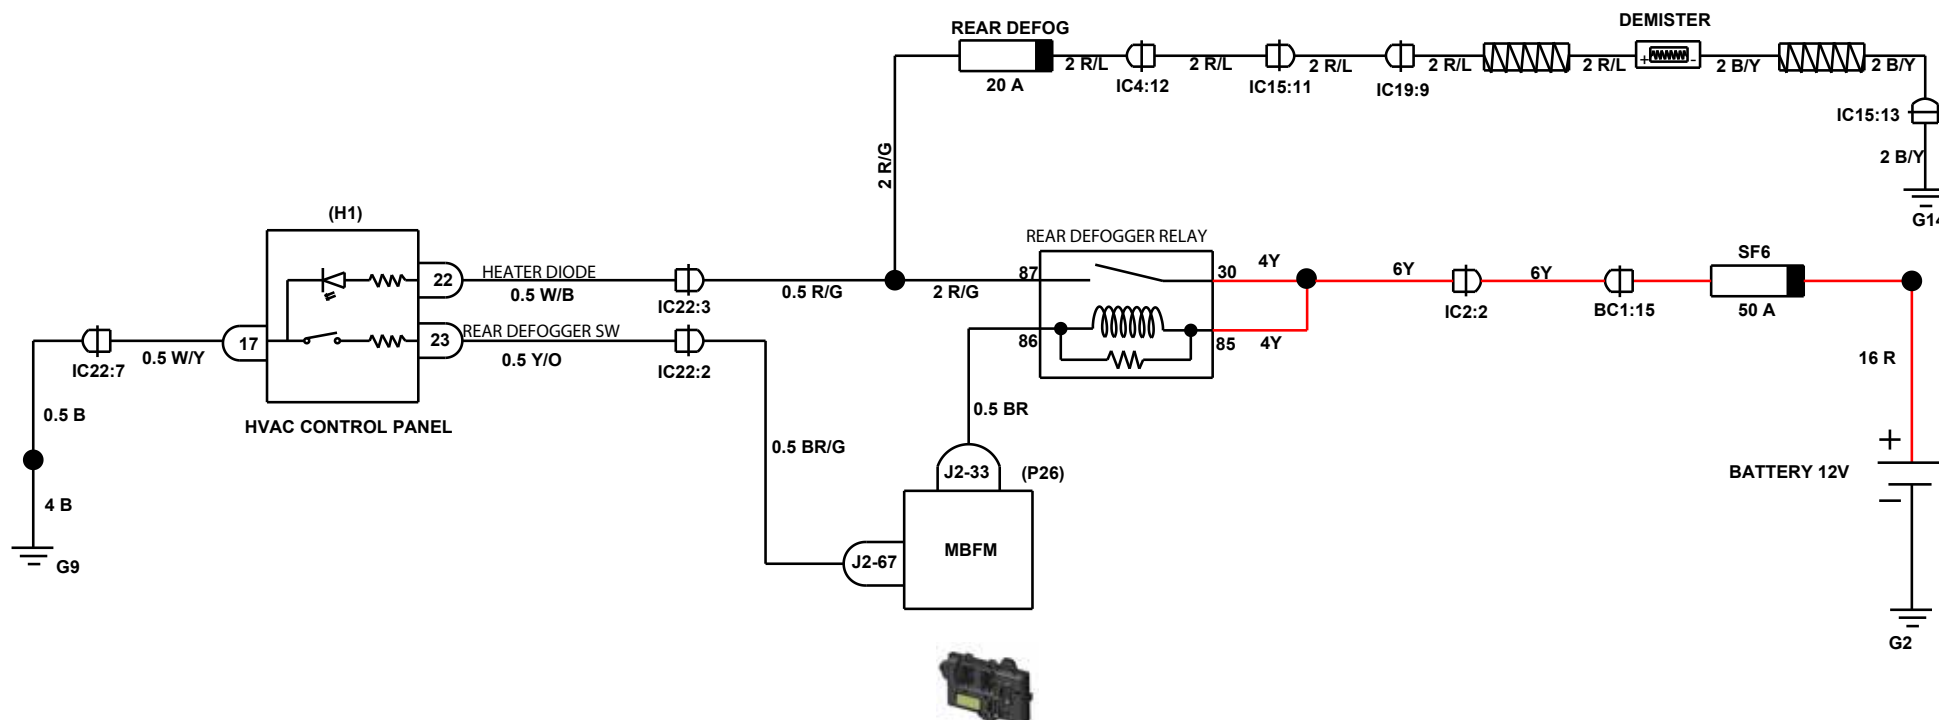 DEMISTER
REAR DEFOG
2 R/L
2 R/L
2 R/L
2 R/L
2 R/L
+
-
2 B/Y
2 B/Y
20 A
IC4:12
IC15:11
IC19:9
IC15:13
2 B/Y
G14
2 R/G
(H1)
REAR DEFOGGER RELAY
SF6
22
HEATER DIODE
0.5 W/B
IC22:3
0.5 R/G
2 R/G
87
30
4Y
6Y
6Y
IC2:2
BC1:15
50 A
17
23
REAR DEFOGGER SW
0.5 Y/O
IC22:2
86
85
4Y
IC22:7
0.5 W/Y
16 R
0.5 B
HVAC CONTROL PANEL
0.5 BR
0.5 BR/G
+
BATTERY 12V
J2-33
(P26)
4 B
J2-67
MBFM
G9
G2